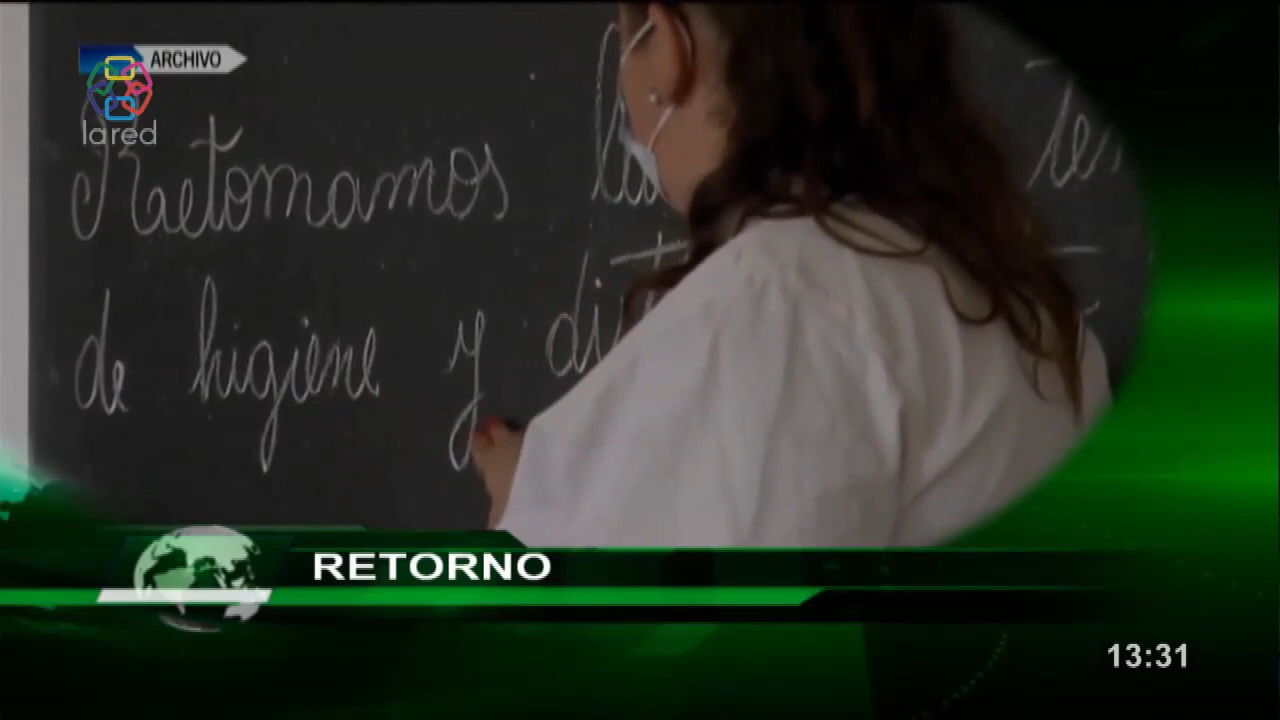 ARCHIVO
lared
Retomamos
de higiene y
RETORNO
13:31